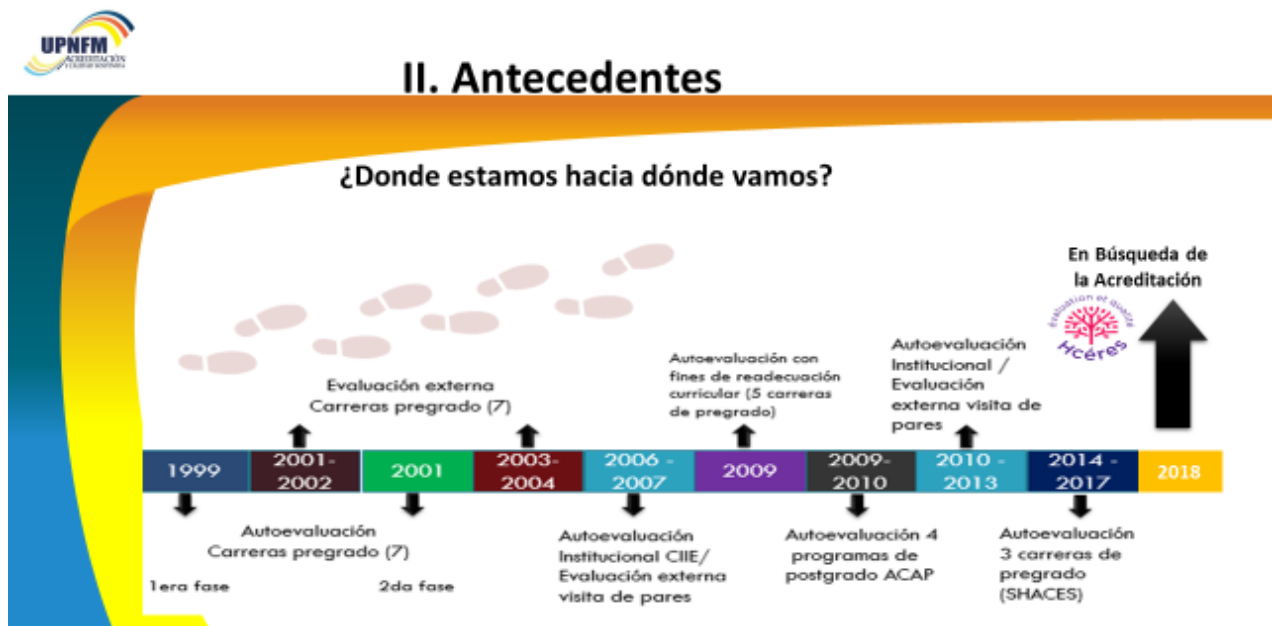 UPNFM
ACREDITACIÓN
II. Antecedentes
¿Donde estamos hacia dónde vamos?
En Búsqueda de
la Acreditación
évaluation et qualité
Hcéres
Evaluación externa
Carreras pregrado (7)
Autoevaluación con
fines de readecuación
curricular (5 carreras
de pregrado)
Autoevaluación
Institucional /
Evaluación
externa visita de
pares
1999
2001-
2002
2001
2003-
2004
2006 -
2007
2009
2009-
2010
2010 -
2013
2014 -
2017
2018
Autoevaluación
Carreras pregrado (7)
1era fase
2da fase
Autoevaluación
Institucional CIIE/
Evaluación externa
visita de pares
Autoevaluación 4
programas de
postgrado ACAP
Autoevaluación
3 carreras de
pregrado
(SHACES)